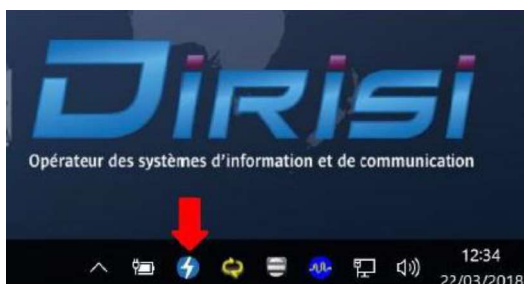 Dirisi
Opérateur des systèmes d'information et de communication
12:34
22/03/2018